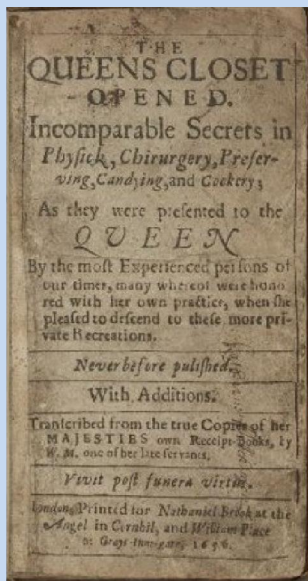 THE
QUEENS CLOSET
OPENED.
Incomparable Secrets in
Phyſick, Chirurgery, Preſer-
ving, Candying, and Cookery;
As they were preſented to the
QVEEN
By the moſt Experienced perſons of
our times, many whereof were hono
red with her own practice, when ſhe
pleaſed to deſcend to theſe more pri-
vate Recreations.
Never before publiſhed.
With Additions.
Tranſcribed from the true Copies of her
MAJESTIES own Receipt-Books, by
W. M. one of her late ſervants.
Vivit poſt funera virtus.
London, Printed for Nathaniel Brook at the
Angel in Cornhil, and William Place
at Grays-Inne-gate, 1656.